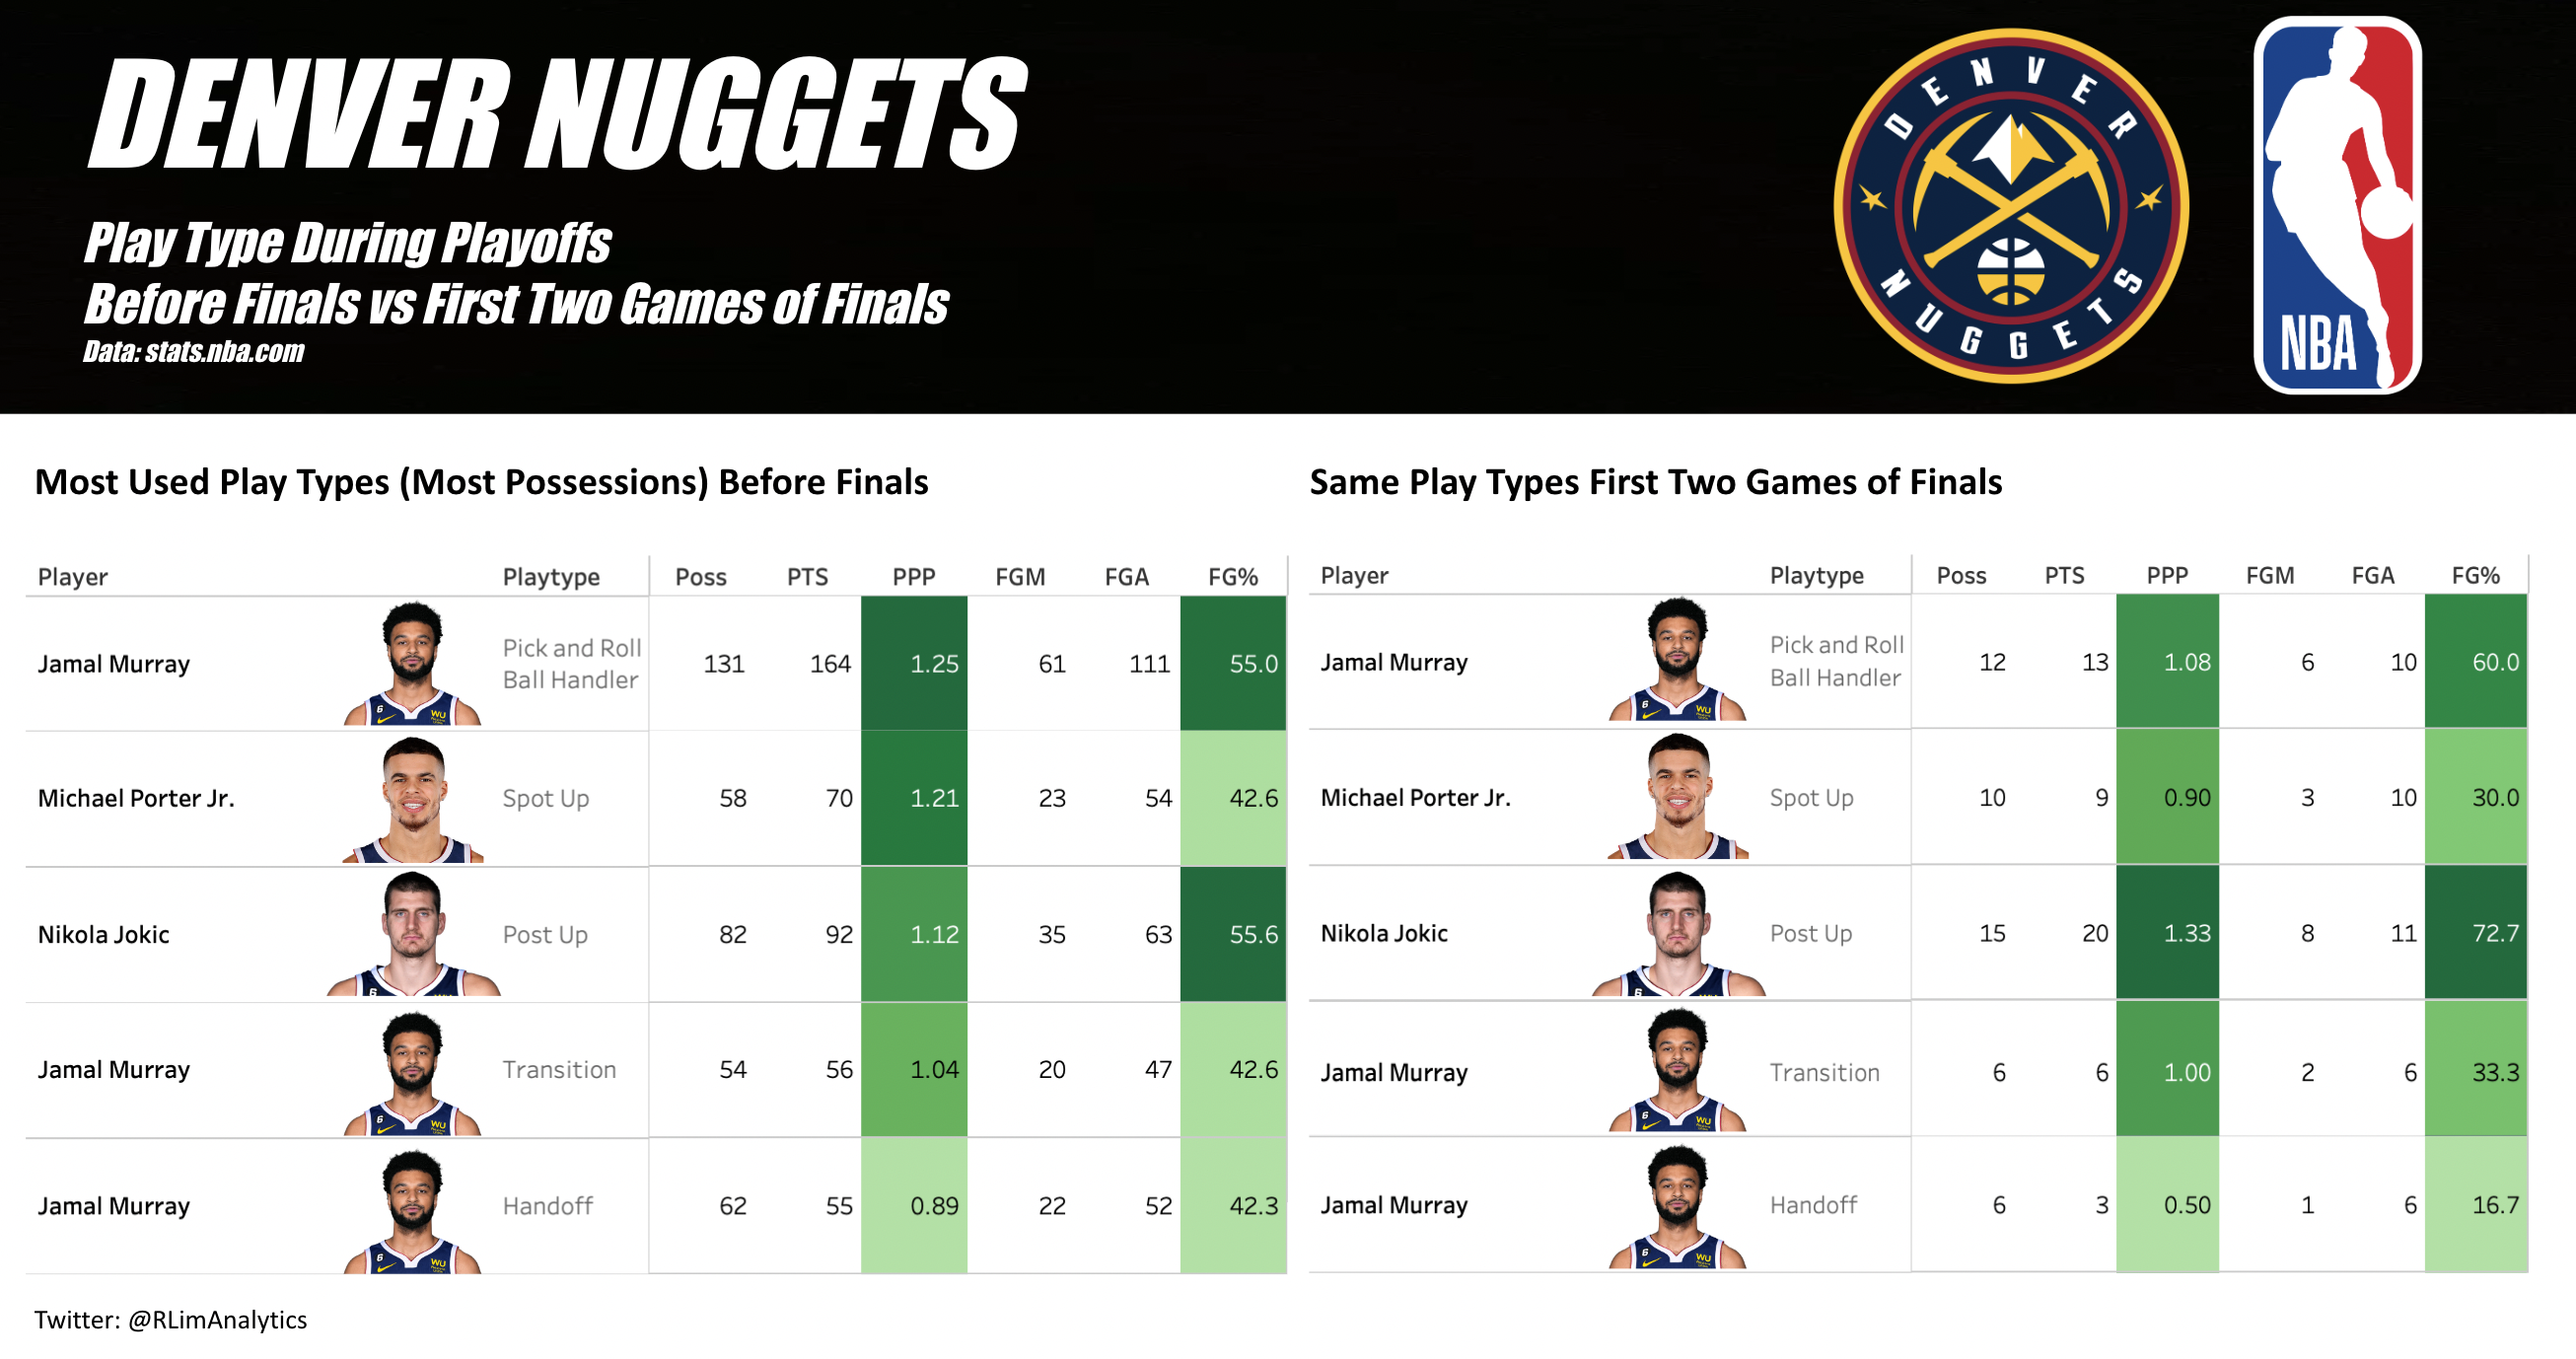 DENVER NUGGETS
Play Type During Playoffs
Before Finals vs First Two Games of Finals
Data: stats.nba.com
DENVER
NUGGETS
NBA
Most Used Play Types (Most Possessions) Before Finals
Player Playtype Poss PTS PPP FGM FGA FG%
Jamal Murray Pick and Roll Ball Handler 131 164 1.25 61 111 55.0
Michael Porter Jr. Spot Up 58 70 1.21 23 54 42.6
Nikola Jokic Post Up 82 92 1.12 35 63 55.6
Jamal Murray Transition 54 56 1.04 20 47 42.6
Jamal Murray Handoff 62 55 0.89 22 52 42.3
Same Play Types First Two Games of Finals
Player Playtype Poss PTS PPP FGM FGA FG%
Jamal Murray Pick and Roll Ball Handler 12 13 1.08 6 10 60.0
Michael Porter Jr. Spot Up 10 9 0.90 3 10 30.0
Nikola Jokic Post Up 15 20 1.33 8 11 72.7
Jamal Murray Transition 6 6 1.00 2 6 33.3
Jamal Murray Handoff 6 3 0.50 1 6 16.7
Twitter: @RLimAnalytics